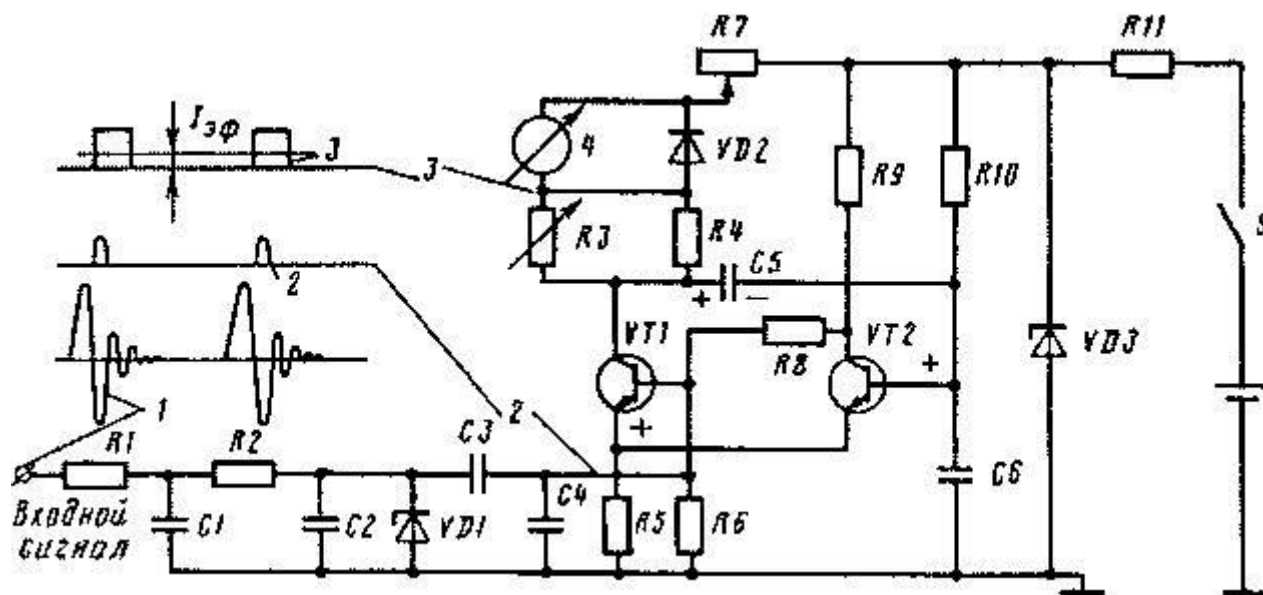 R7
R11
Iэф
3
3
4
VD2
R9
R10
R3
R4
S
2
C5
+
−
VT1
R8
VT2
+
VD3
1
2
+
R1
R2
C3
Входной
сигнал
C1
C2
VD1
C4
R5
R6
C6